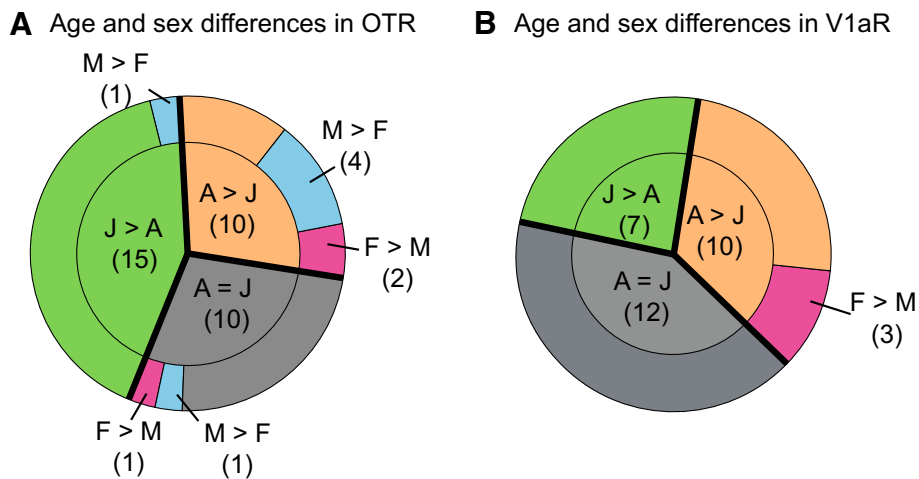 A Age and sex differences in OTR
M > F
(1)
M > F
(4)
A > J
(10)
J > A
(15)
F > M
(2)
A = J
(10)
F > M
(1)
M > F
(1)
B Age and sex differences in V1aR
J > A
(7)
A > J
(10)
A = J
(12)
F > M
(3)